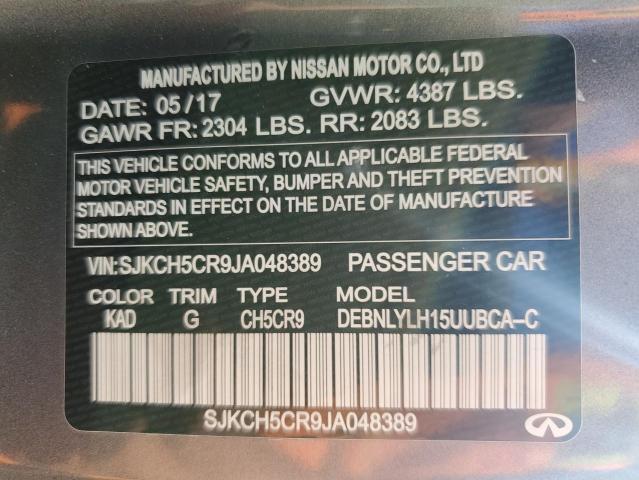 MANUFACTURED BY NISSAN MOTOR CO., LTD
DATE: 05/17 GVWR: 4387 LBS.
GAWR FR: 2304 LBS. RR: 2083 LBS.
THIS VEHICLE CONFORMS TO ALL APPLICABLE FEDERAL
MOTOR VEHICLE SAFETY, BUMPER AND THEFT PREVENTION
STANDARDS IN EFFECT ON THE DATE OF MANUFACTURE
SHOWN ABOVE.
VIN:SJKCH5CR9JA048389 PASSENGER CAR
COLOR TRIM TYPE MODEL
KAD G CH5CR9 DEBNLYLH15UUBCA-C
SJKCH5CR9JA048389